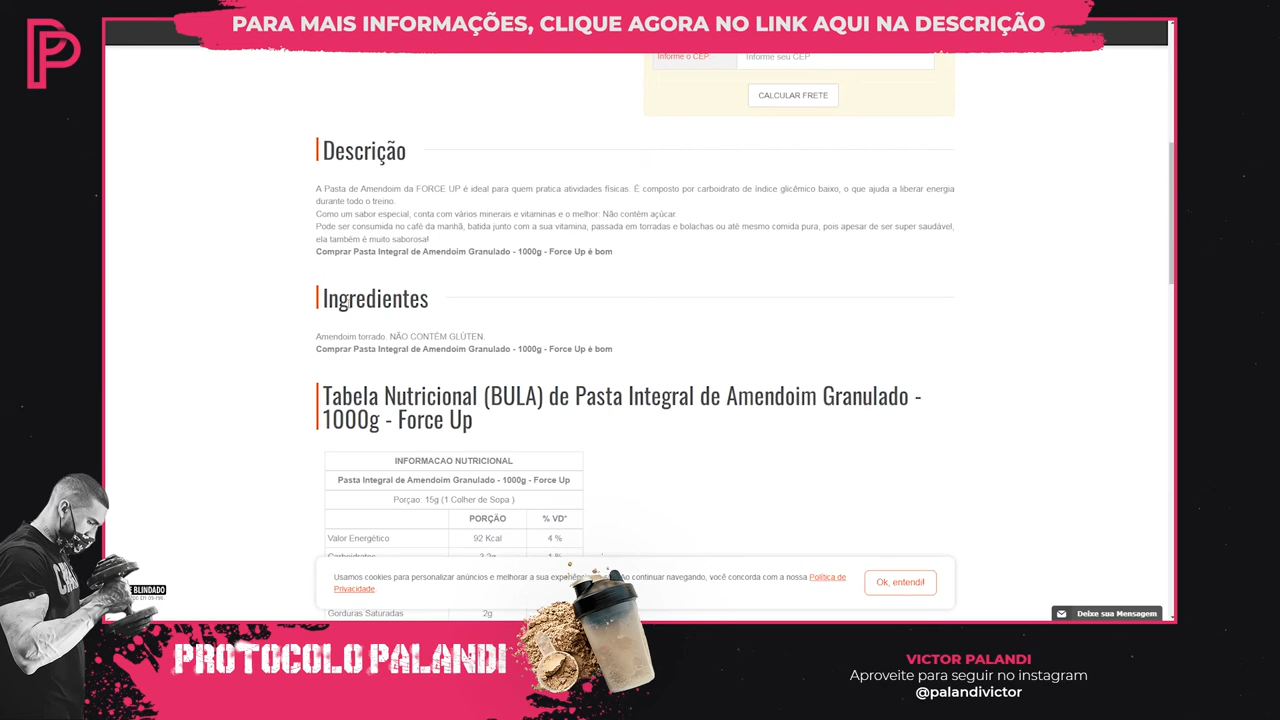 PARA MAIS INFORMAÇÕES, CLIQUE AGORA NO LINK AQUI NA DESCRIÇÃO
Informe o CEP:
Informe seu CEP
CALCULAR FRETE
Descrição
A Pasta de Amendoim da FORCE UP é ideal para quem pratica atividades físicas. É composto por carboidrato de índice glicêmico baixo, o que ajuda a liberar energia
durante todo o treino.
Como um sabor especial, conta com vários minerais e vitaminas e o melhor: Não contém açúcar.
Pode ser consumida no café da manhã, batida junto com a sua vitamina, passada em torradas e bolachas ou até mesmo comida pura, pois apesar de ser super saudável,
ela também é muito saborosa!
Comprar Pasta Integral de Amendoim Granulado - 1000g - Force Up é bom
Ingredientes
Amendoim torrado. NÃO CONTÉM GLÚTEN.
Comprar Pasta Integral de Amendoim Granulado - 1000g - Force Up é bom
Tabela Nutricional (BULA) de Pasta Integral de Amendoim Granulado -
1000g - Force Up
INFORMACAO NUTRICIONAL
Pasta Integral de Amendoim Granulado - 1000g - Force Up
Porçao: 15g (1 Colher de Sopa )
PORÇÃO % VD*
Valor Energético 92 Kcal 4 %
Carboidratos 3,2g 1 %
Usamos cookies para personalizar anúncios e melhorar a sua Ao continuar navegando, você concorda com a nossa Política de
Privacidade.
Ok, entendi!
Gorduras Saturadas 2g
Deixe sua Mensagem
BLINDADO
PROTOCOLO PALANDI
VICTOR PALANDI
Aproveite para seguir no instagram
@palandivictor